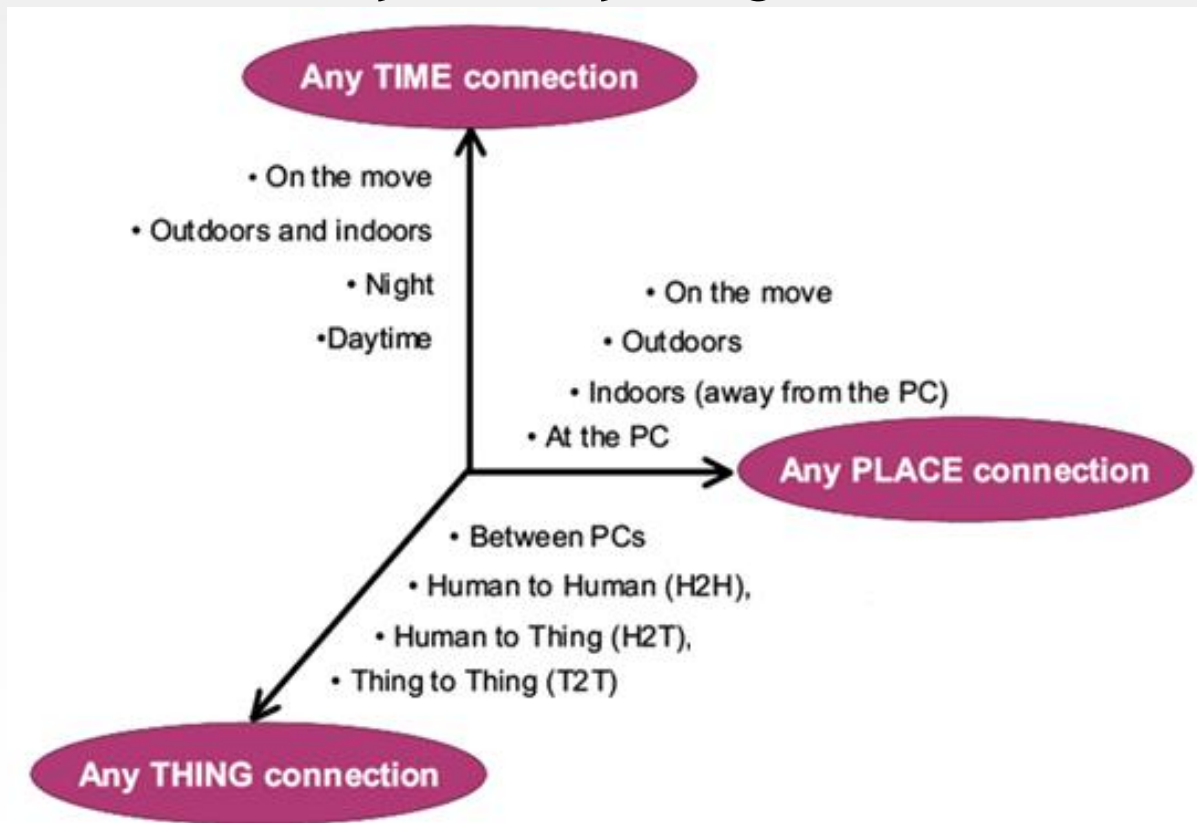 Any TIME connection
• On the move
• Outdoors and indoors
• Night
•Daytime
• On the move
• Outdoors
• Indoors (away from the PC)
• At the PC
Any PLACE connection
• Between PCs
• Human to Human (H2H),
• Human to Thing (H2T),
• Thing to Thing (T2T)
Any THING connection